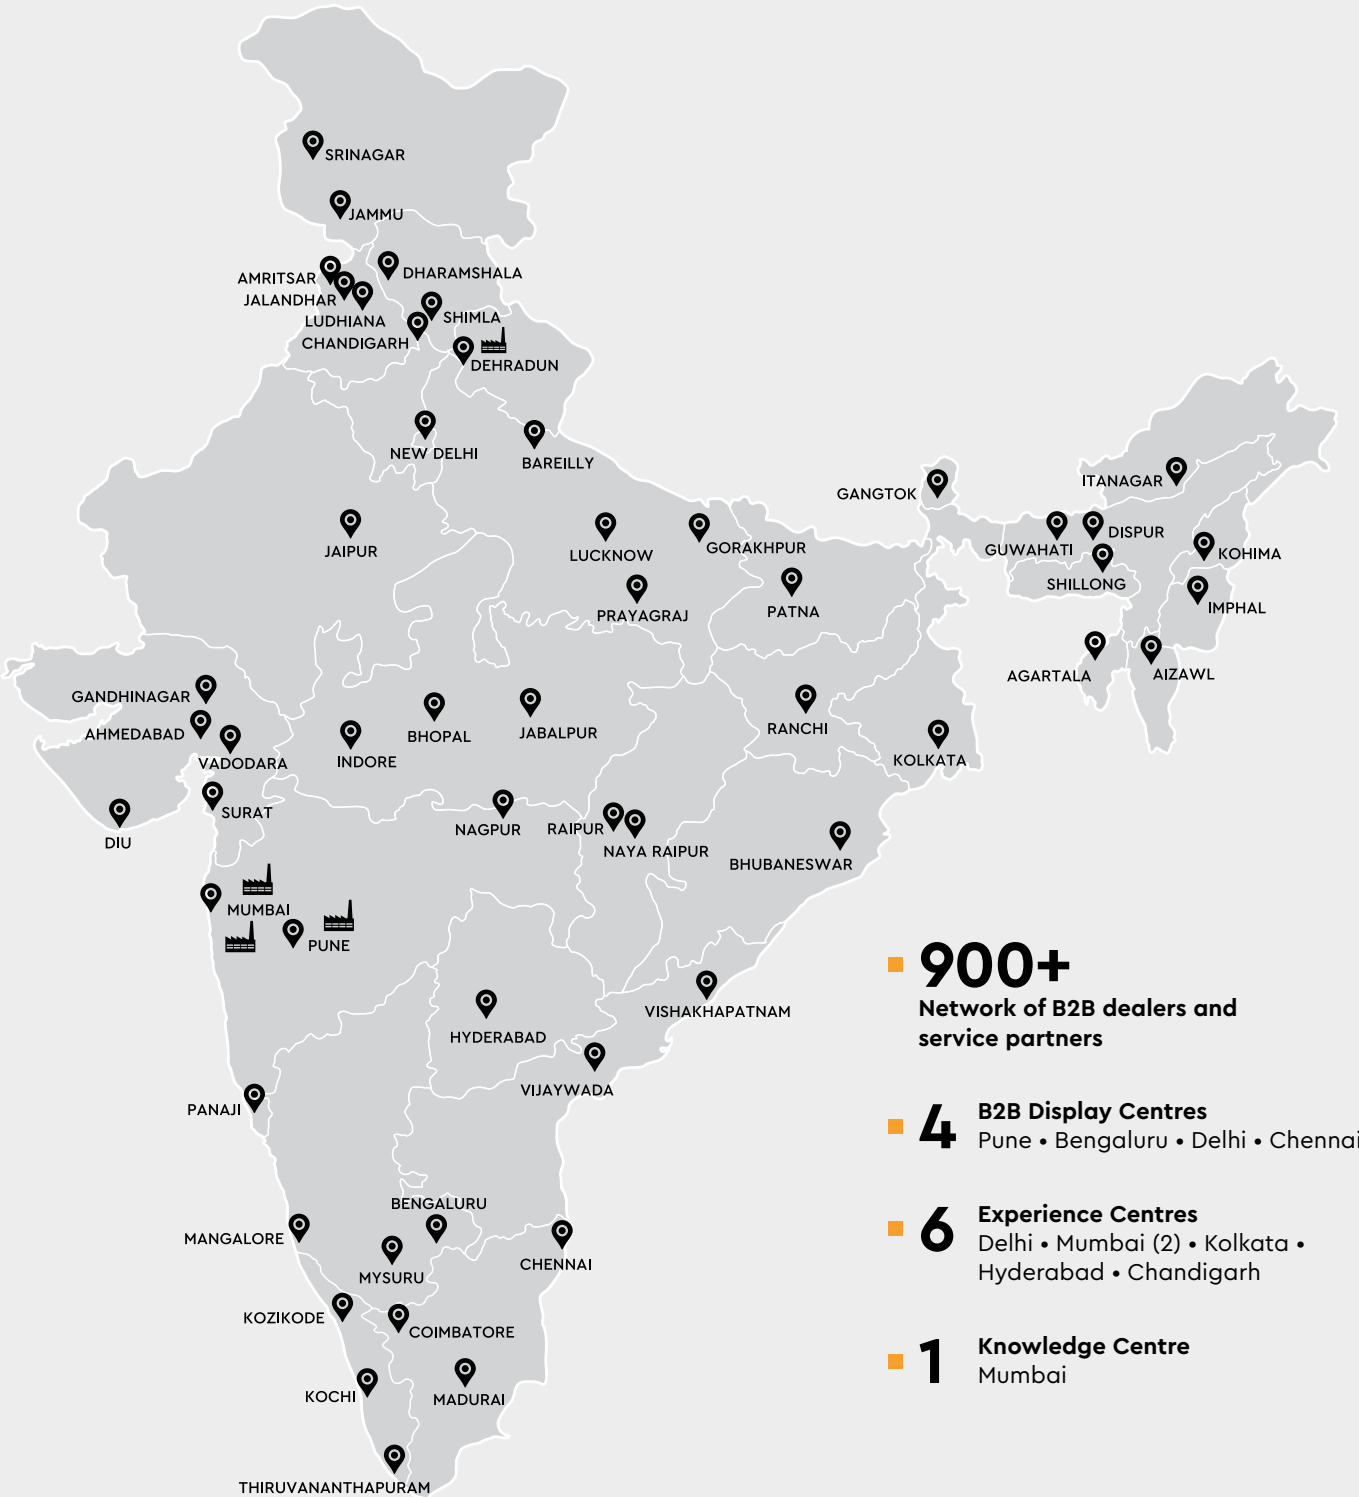 SRINAGAR
JAMMU
AMRITSAR
DHARAMSHALA
JALANDHAR
LUDHIANA
SHIMLA
CHANDIGARH
DEHRADUN
NEW DELHI
BAREILLY
GANGTOK
ITANAGAR
JAIPUR
LUCKNOW
GORAKHPUR
GUWAHATI
DISPUR
KOHIMA
SHILLONG
PRAYAGRAJ
PATNA
IMPHAL
AGARTALA
AIZAWL
GANDHINAGAR
AHMEDABAD
VADODARA
INDORE
BHOPAL
JABALPUR
RANCHI
KOLKATA
SURAT
DIU
NAGPUR
RAIPUR
NAYA RAIPUR
BHUBANESWAR
MUMBAI
PUNE
HYDERABAD
VISHAKHAPATNAM
VIJAYWADA
PANAJI
BENGALURU
MANGALORE
MYSURU
CHENNAI
KOZIKODE
COIMBATORE
KOCHI
MADURAI
THIRUVANANTHAPURAM
900+
Network of B2B dealers and
service partners
4 B2B Display Centres
Pune • Bengaluru • Delhi • Chennai
6 Experience Centres
Delhi • Mumbai (2) • Kolkata •
Hyderabad • Chandigarh
1 Knowledge Centre
Mumbai